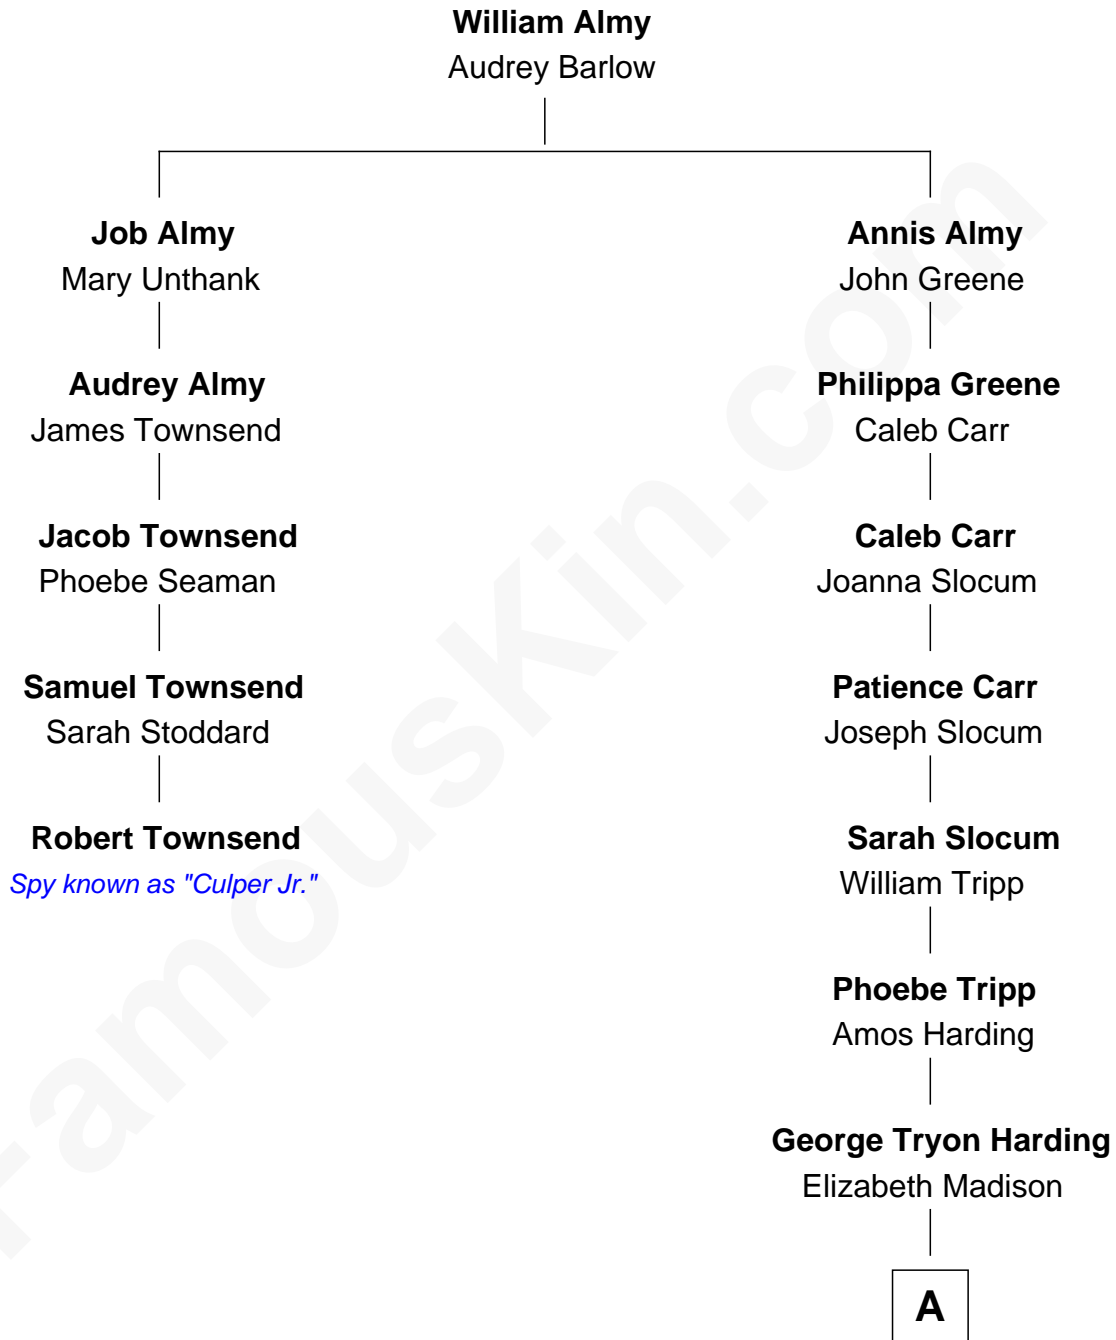 William Almy
Audrey Barlow
Job Almy
Mary Unthank
Annis Almy
John Greene
Audrey Almy
James Townsend
Philippa Greene
Caleb Carr
Jacob Townsend
Phoebe Seaman
Caleb Carr
Joanna Slocum
Samuel Townsend
Sarah Stoddard
Patience Carr
Joseph Slocum
Robert Townsend
Spy known as "Culper Jr."
Sarah Slocum
William Tripp
Phoebe Tripp
Amos Harding
George Tryon Harding
Elizabeth Madison
A
FamousKin.com